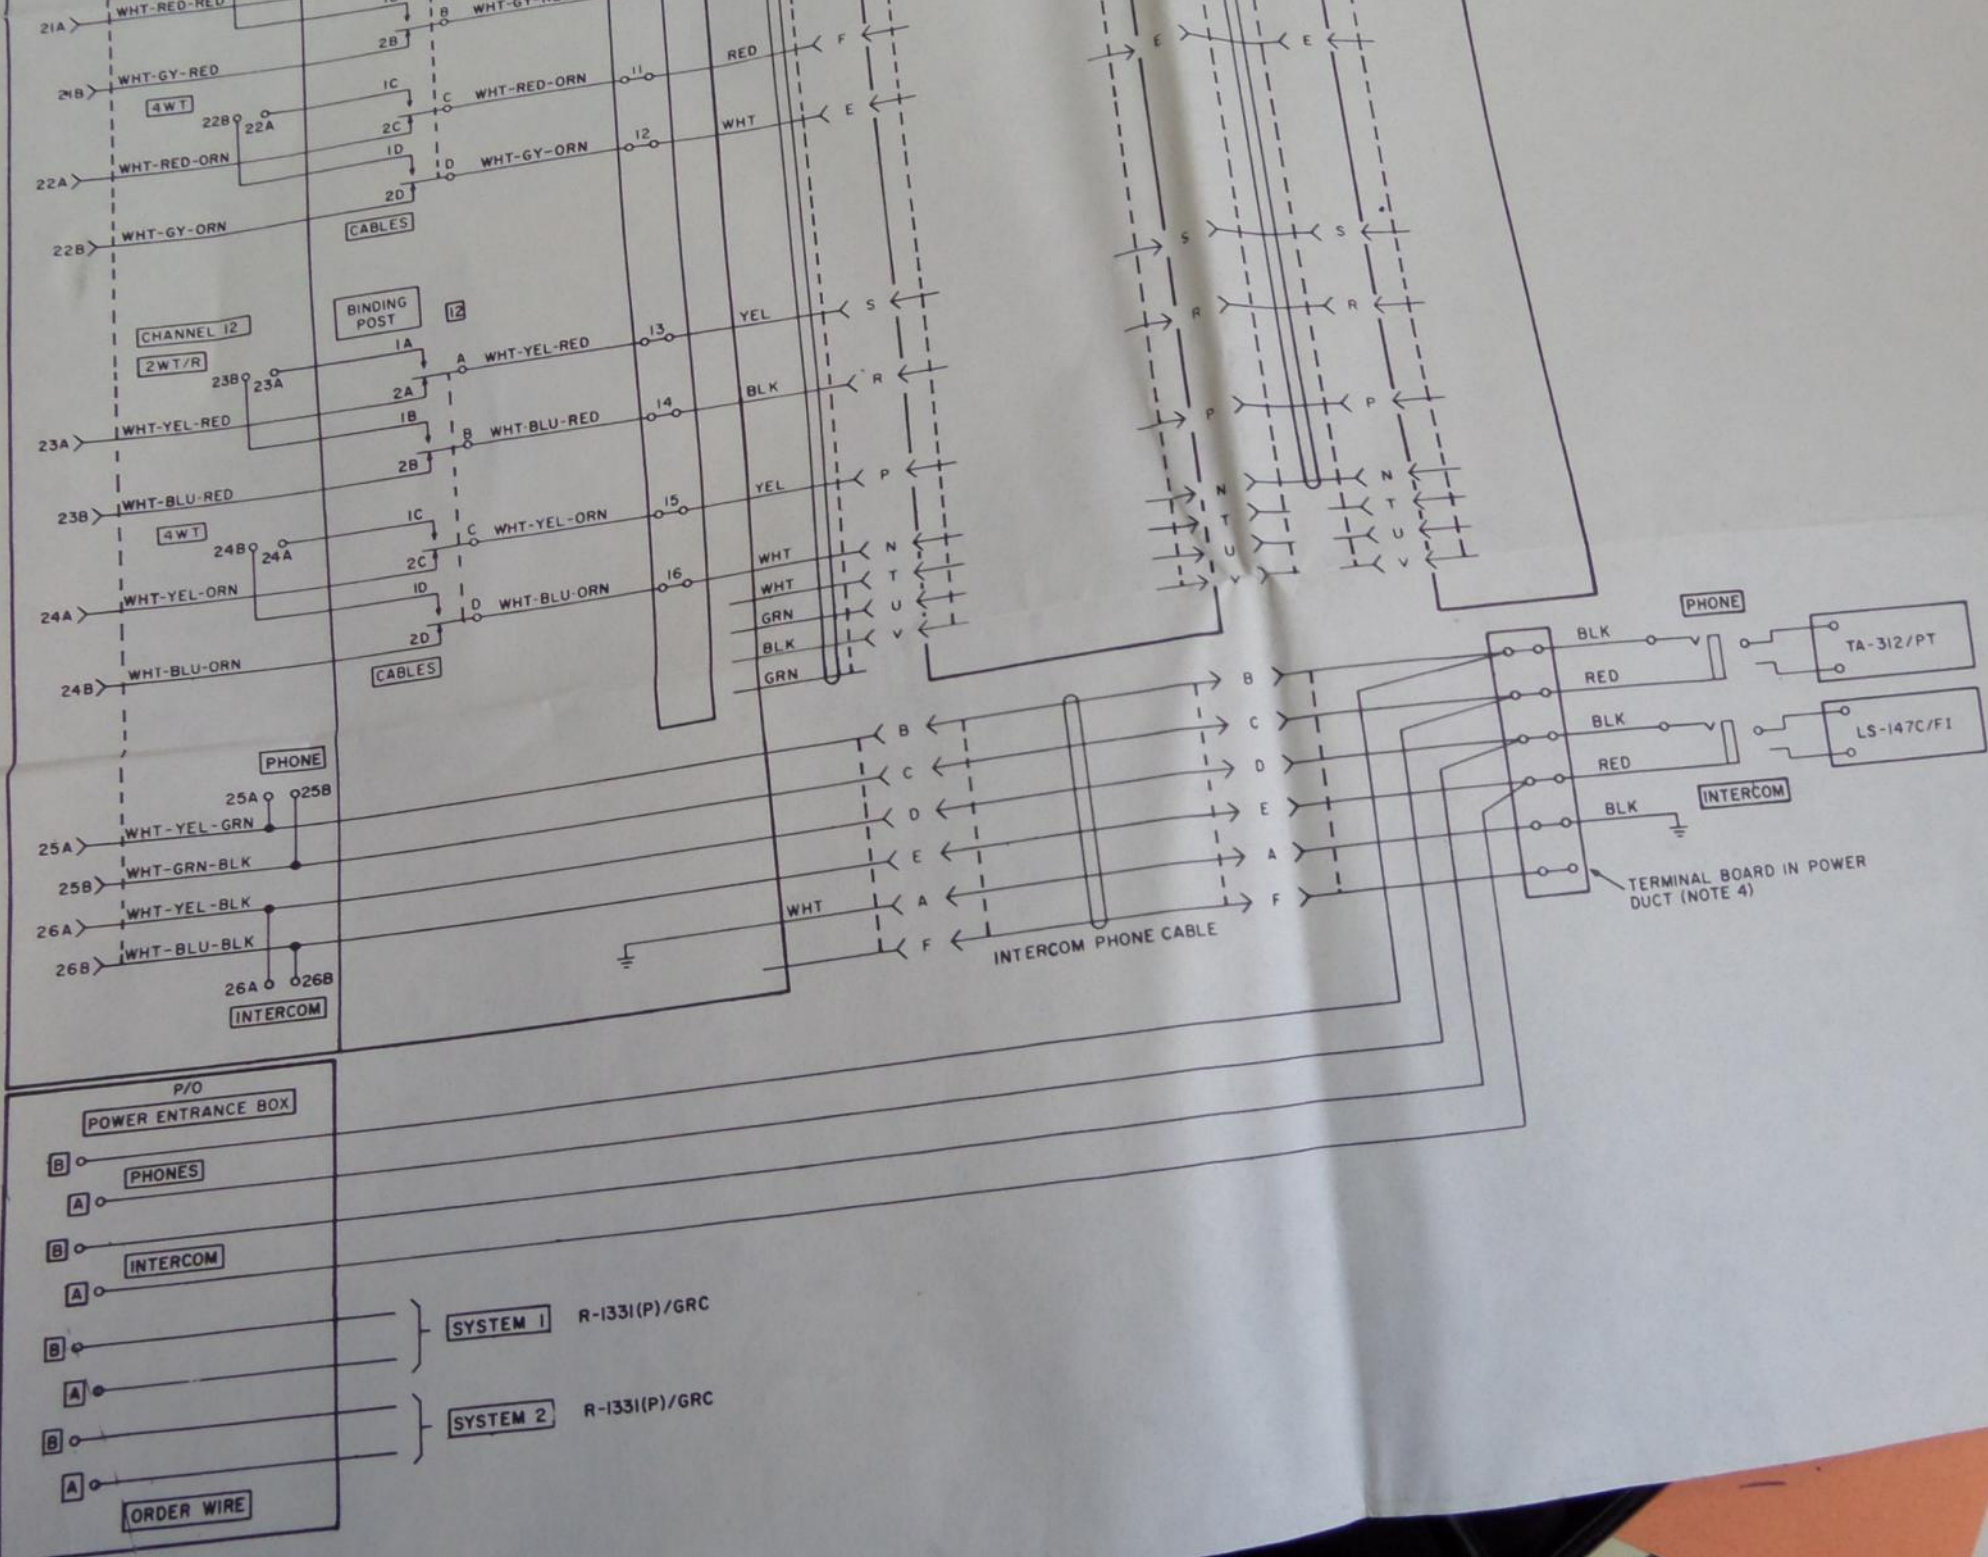 WHT-RED-RED
21A
B
2B
WHT-GY-RED
21B
4WT
22B
22A
1C
C
WHT-RED-ORN
11
RED
F
2C
WHT-RED-ORN
22A
1D
D
WHT-GY-ORN
12
WHT
E
2D
WHT-GY-ORN
22B
CABLES
E
E
S
S
R
R
P
P
N
N
T
T
U
U
V
V
CHANNEL 12
BINDING
POST
12
2WT/R
23B
23A
1A
A
WHT-YEL-RED
13
YEL
S
2A
WHT-YEL-RED
23A
1B
B
WHT-BLU-RED
14
BLK
R
2B
WHT-BLU-RED
23B
4WT
24B
24A
1C
C
WHT-YEL-ORN
15
YEL
P
2C
WHT-YEL-ORN
24A
1D
D
WHT-BLU-ORN
16
WHT
N
WHT
T
GRN
U
BLK
V
GRN
2D
WHT-BLU-ORN
24B
CABLES
PHONE
25A
25B
25A
WHT-YEL-GRN
25B
WHT-GRN-BLK
26A
WHT-YEL-BLK
26B
WHT-BLU-BLK
26A
26B
INTERCOM
B
C
D
E
WHT
A
F
INTERCOM PHONE CABLE
B
C
D
E
A
F
BLK
PHONE
TA-312/PT
RED
BLK
LS-147C/FI
RED
INTERCOM
BLK
TERMINAL BOARD IN POWER
DUCT (NOTE 4)
P/O
POWER ENTRANCE BOX
B
PHONES
A
B
INTERCOM
A
B
SYSTEM 1
R-1331(P)/GRC
A
B
SYSTEM 2
R-1331(P)/GRC
A
ORDER WIRE